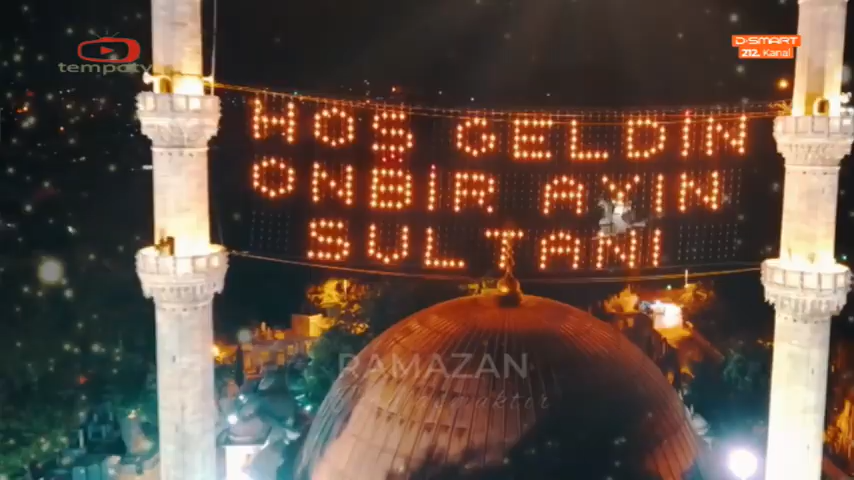 tempotv
D-SMART
212. Kanal
HOŞ GELDİN
ONBİR AYIN
SULTANI
RAMAZAN